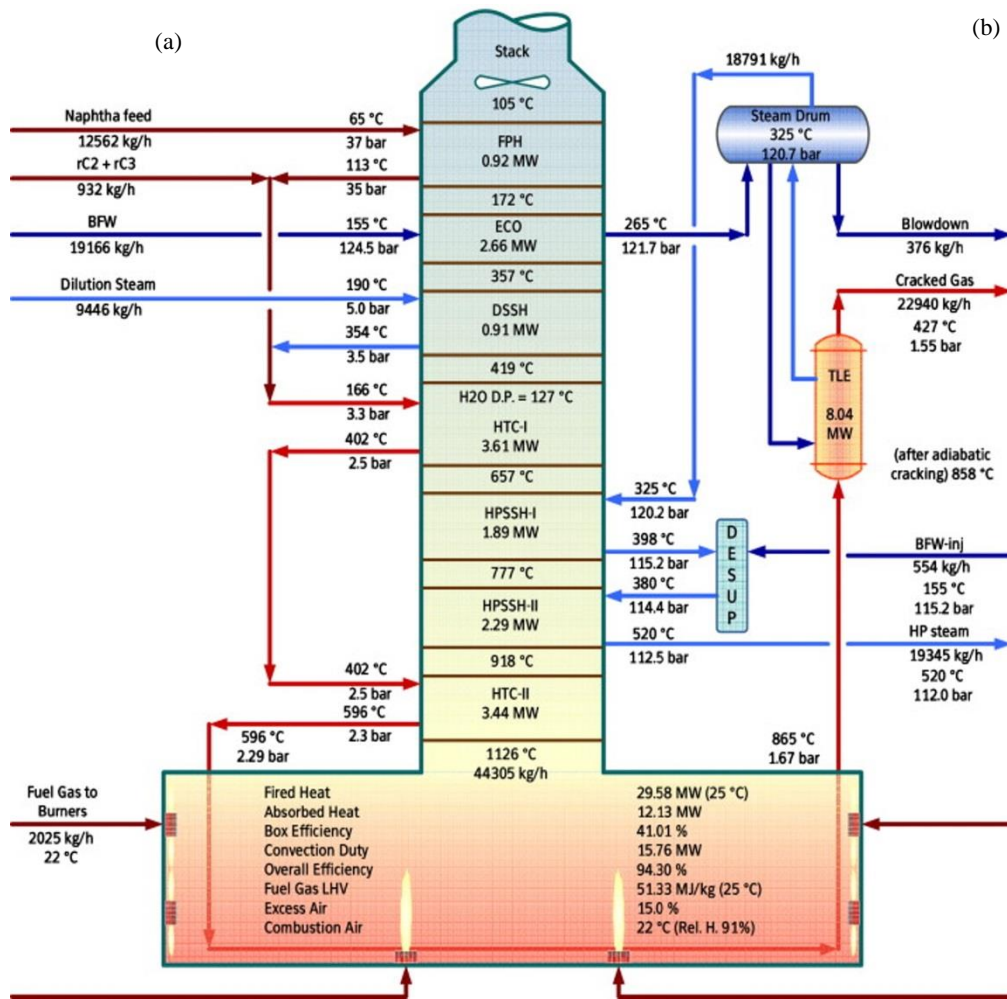 (a)
(b)
Stack
105 °C
Naphtha feed
12562 kg/h
65 °C
37 bar
FPH
0.92 MW
rC2 + rC3
932 kg/h
113 °C
35 bar
172 °C
BFW
19166 kg/h
155 °C
124.5 bar
ECO
2.66 MW
265 °C
121.7 bar
357 °C
Dilution Steam
9446 kg/h
190 °C
5.0 bar
DSSH
0.91 MW
354 °C
3.5 bar
419 °C
166 °C
3.3 bar
H2O D.P. = 127 °C
HTC-I
3.61 MW
402 °C
2.5 bar
657 °C
HPSSH-I
1.89 MW
777 °C
HPSSH-II
2.29 MW
918 °C
402 °C
2.5 bar
HTC-II
3.44 MW
596 °C
2.3 bar
596 °C
2.29 bar
1126 °C
44305 kg/h
18791 kg/h
Steam Drum
325 °C
120.7 bar
Blowdown
376 kg/h
Cracked Gas
22940 kg/h
427 °C
1.55 bar
TLE
8.04
MW
(after adiabatic
cracking) 858 °C
325 °C
120.2 bar
398 °C
115.2 bar
380 °C
114.4 bar
D
E
S
U
P
BFW-inj
554 kg/h
155 °C
115.2 bar
520 °C
112.5 bar
HP steam
19345 kg/h
520 °C
112.0 bar
865 °C
1.67 bar
Fuel Gas to
Burners
2025 kg/h
22 °C
Fired Heat 29.58 MW (25 °C)
Absorbed Heat 12.13 MW
Box Efficiency 41.01 %
Convection Duty 15.76 MW
Overall Efficiency 94.30 %
Fuel Gas LHV 51.33 MJ/kg (25 °C)
Excess Air 15.0 %
Combustion Air 22 °C (Rel. H. 91%)